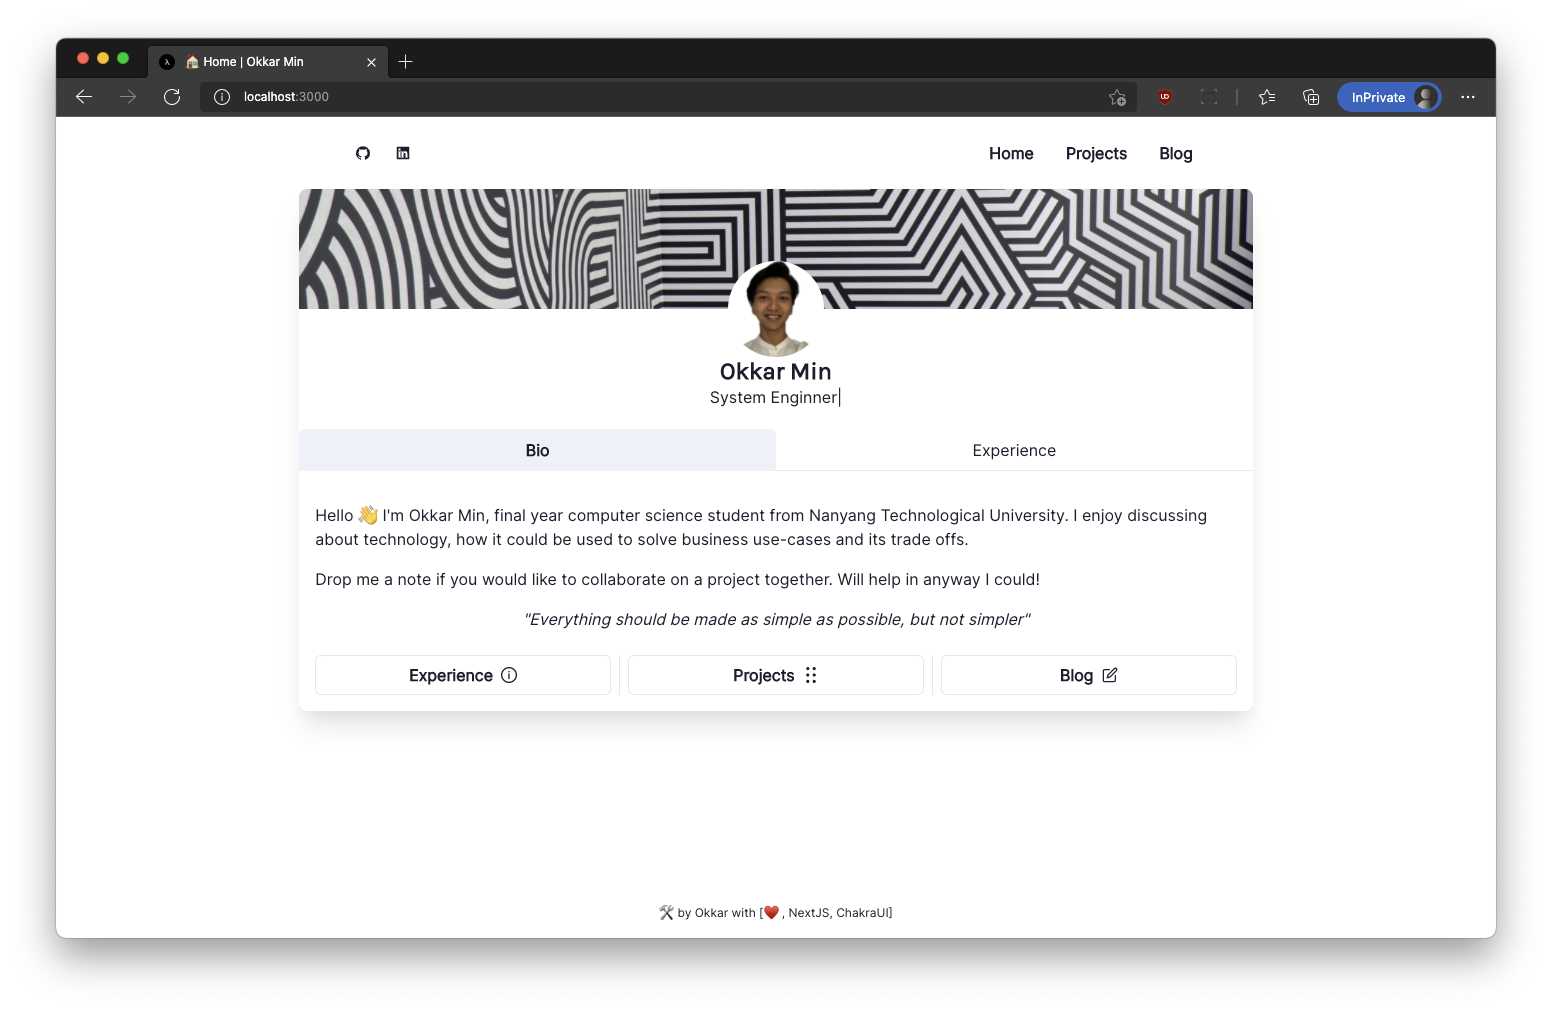 🏠 Home | Okkar Min
localhost:3000
InPrivate
Home Projects Blog
Okkar Min
System Enginner|
Bio Experience
Hello 👋 I'm Okkar Min, final year computer science student from Nanyang Technological University. I enjoy discussing
about technology, how it could be used to solve business use-cases and its trade offs.
Drop me a note if you would like to collaborate on a project together. Will help in anyway I could!
"Everything should be made as simple as possible, but not simpler"
Experience Projects Blog
🛠 by Okkar with [❤️ , NextJS, ChakraUI]